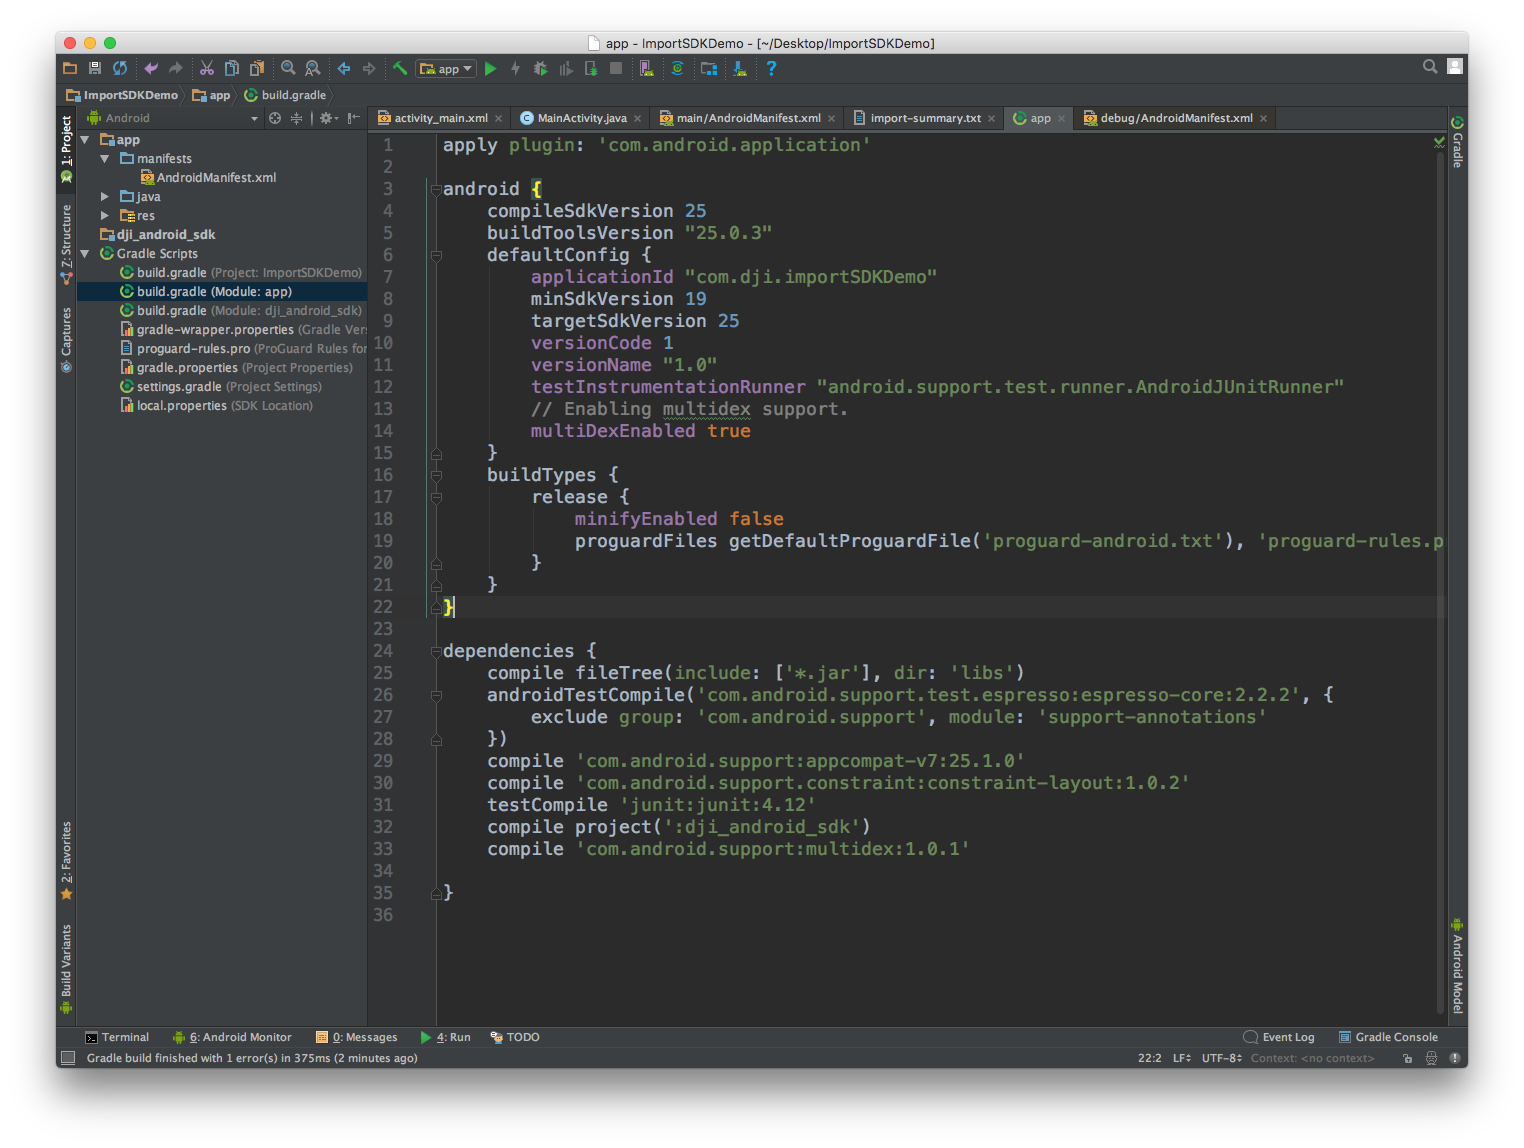 app - ImportSDKDemo - [~/Desktop/ImportSDKDemo]
app
ImportSDKDemo app build.gradle
Android
activity_main.xml MainActivity.java main/AndroidManifest.xml import-summary.txt app debug/AndroidManifest.xml
1: Project
7: Structure
Captures
2: Favorites
Build Variants
app
manifests
AndroidManifest.xml
java
res
dji_android_sdk
Gradle Scripts
build.gradle (Project: ImportSDKDemo)
build.gradle (Module: app)
build.gradle (Module: dji_android_sdk)
gradle-wrapper.properties (Gradle Ver
proguard-rules.pro (ProGuard Rules for
gradle.properties (Project Properties)
settings.gradle (Project Settings)
local.properties (SDK Location)
1 apply plugin: 'com.android.application'
2
3 android {
4 compileSdkVersion 25
5 buildToolsVersion "25.0.3"
6 defaultConfig {
7 applicationId "com.dji.importSDKDemo"
8 minSdkVersion 19
9 targetSdkVersion 25
10 versionCode 1
11 versionName "1.0"
12 testInstrumentationRunner "android.support.test.runner.AndroidJUnitRunner"
13 // Enabling multidex support.
14 multiDexEnabled true
15 }
16 buildTypes {
17 release {
18 minifyEnabled false
19 proguardFiles getDefaultProguardFile('proguard-android.txt'), 'proguard-rules.p
20 }
21 }
22 }
23
24 dependencies {
25 compile fileTree(include: ['*.jar'], dir: 'libs')
26 androidTestCompile('com.android.support.test.espresso:espresso-core:2.2.2', {
27 exclude group: 'com.android.support', module: 'support-annotations'
28 })
29 compile 'com.android.support:appcompat-v7:25.1.0'
30 compile 'com.android.support.constraint:constraint-layout:1.0.2'
31 testCompile 'junit:junit:4.12'
32 compile project(':dji_android_sdk')
33 compile 'com.android.support:multidex:1.0.1'
34
35 }
36
Gradle
Android Model
Terminal 6: Android Monitor 0: Messages 4: Run TODO Event Log Gradle Console
Gradle build finished with 1 error(s) in 375ms (2 minutes ago) 22:2 LF UTF-8 Context: <no context>